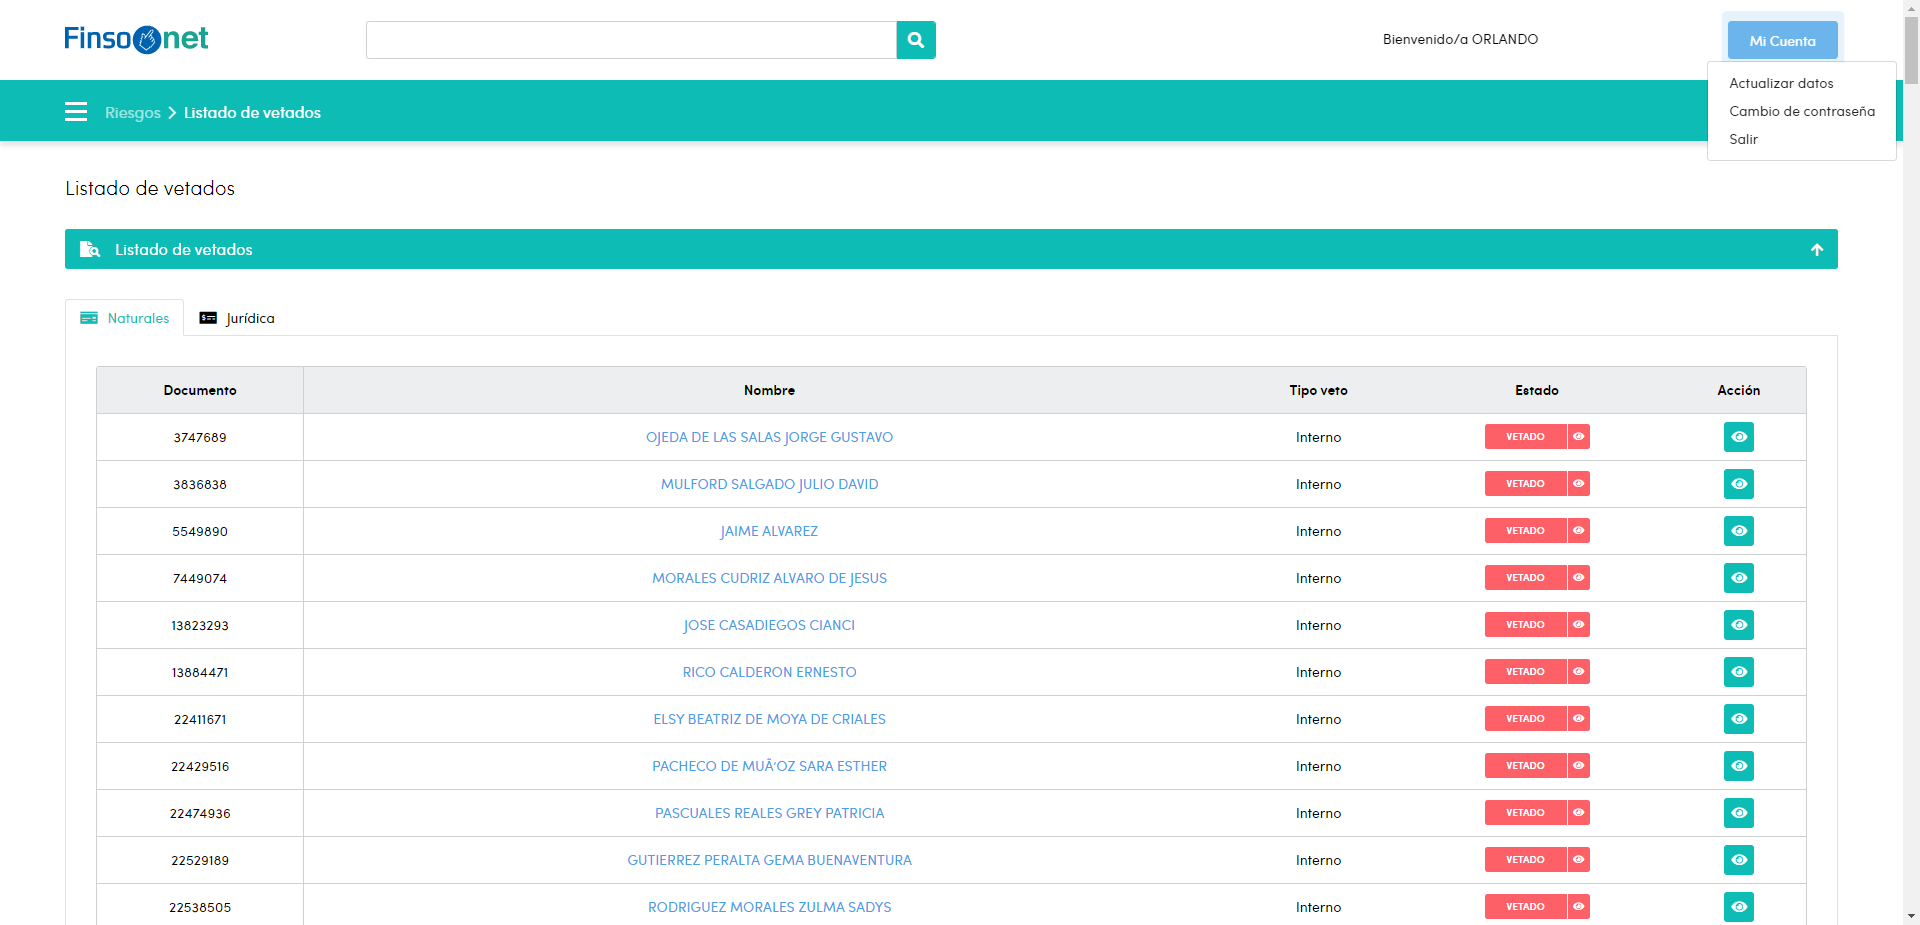 Finsonet
Bienvenido/a ORLANDO
Mi Cuenta
Actualizar datos
Cambio de contraseña
Salir
Riesgos > Listado de vetados
Listado de vetados
Listado de vetados
Naturales Jurídica
Documento Nombre Tipo veto Estado Acción
3747689 OJEDA DE LAS SALAS JORGE GUSTAVO Interno VETADO
3836838 MULFORD SALGADO JULIO DAVID Interno VETADO
5549890 JAIME ALVAREZ Interno VETADO
7449074 MORALES CUDRIZ ALVARO DE JESUS Interno VETADO
13823293 JOSE CASADIEGOS CIANCI Interno VETADO
13884471 RICO CALDERON ERNESTO Interno VETADO
22411671 ELSY BEATRIZ DE MOYA DE CRIALES Interno VETADO
22429516 PACHECO DE MUÃ‘OZ SARA ESTHER Interno VETADO
22474936 PASCUALES REALES GREY PATRICIA Interno VETADO
22529189 GUTIERREZ PERALTA GEMA BUENAVENTURA Interno VETADO
22538505 RODRIGUEZ MORALES ZULMA SADYS Interno VETADO